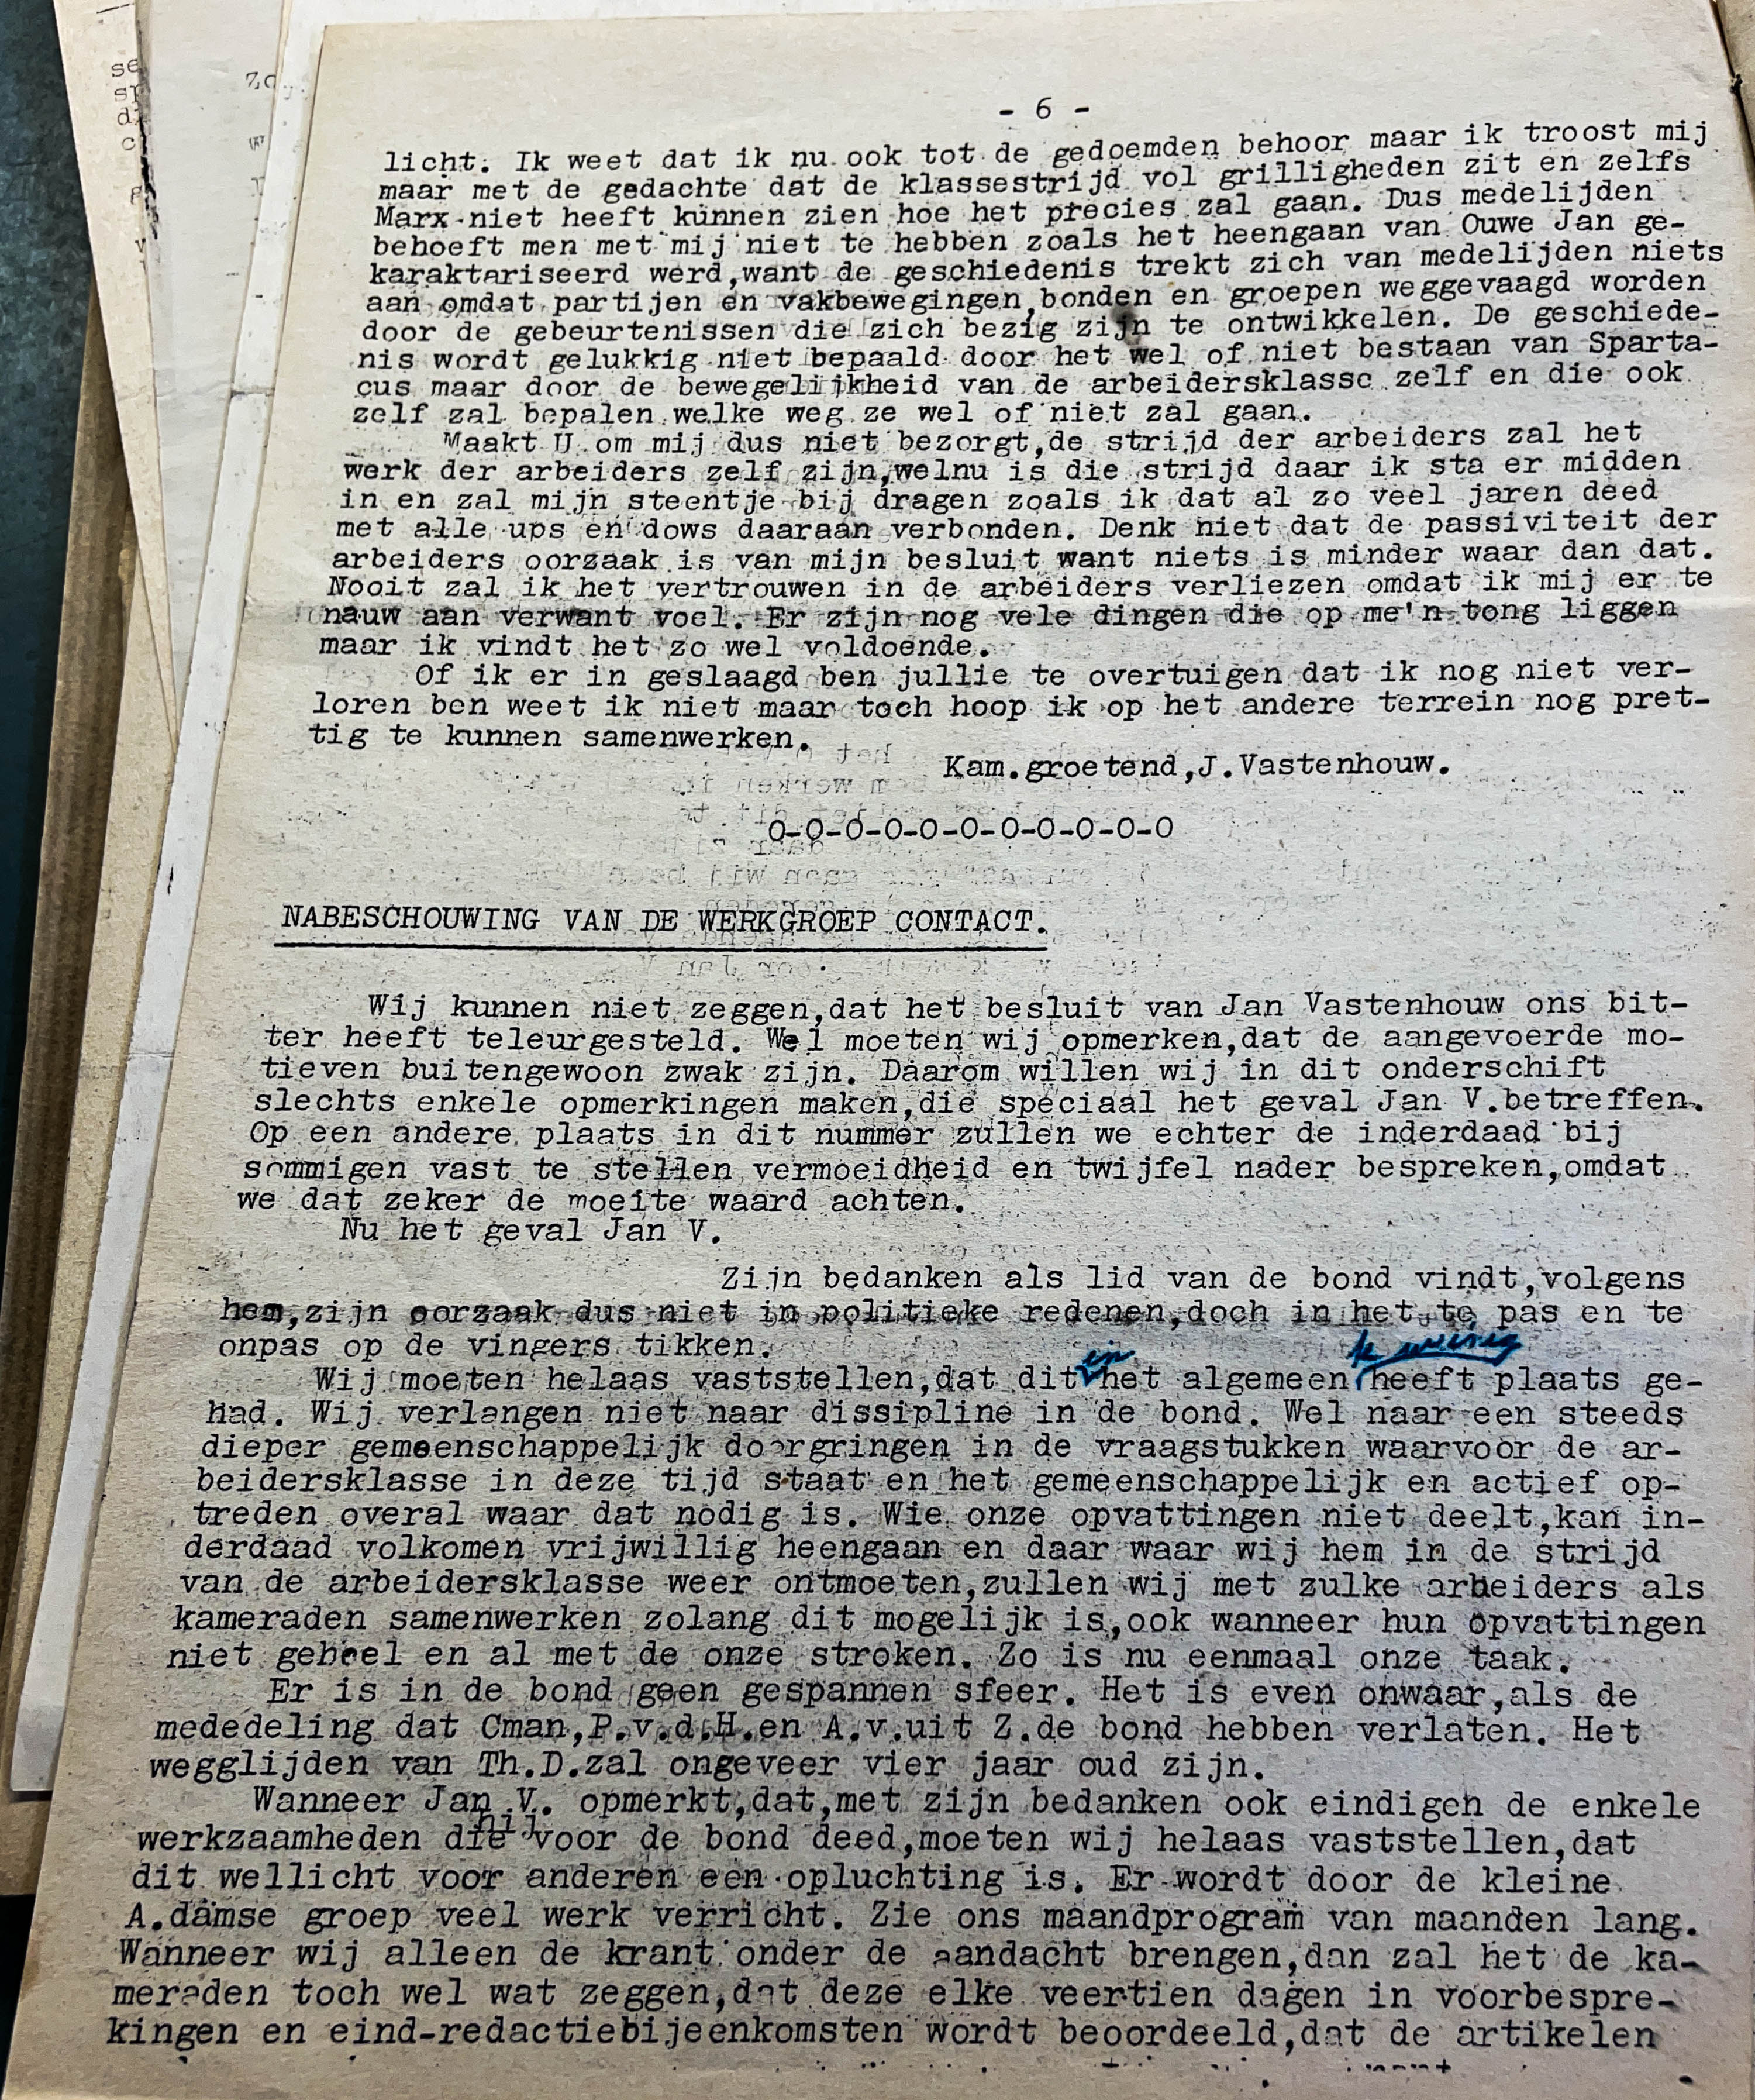 - 6 -
licht. Ik weet dat ik nu ook tot de gedoemden behoor maar ik troost mij
maar met de gedachte dat de klassestrijd vol grilligheden zit en zelfs
Marx niet heeft kunnen zien hoe het precies zal gaan. Dus medelijden
behoeft men met mij niet te hebben zoals het heengaan van Ouwe Jan ge-
karaktariseerd werd,want de geschiedenis trekt zich van medelijden niets
aan omdat partijen en vakbewegingen,bonden en groepen weggevaagd worden
door de gebeurtenissen die zich bezig zijn te ontwikkelen. De geschiede-
nis wordt gelukkig niet bepaald door het wel of niet bestaan van Sparta-
cus maar door de bewegelijkheid van de arbeidersklasse zelf en die ook
zelf zal bepalen welke weg ze wel of niet zal gaan.
Maakt U om mij dus niet bezorgt,de strijd der arbeiders zal het
werk der arbeiders zelf zijn,welnu is die strijd daar ik sta er midden
in en zal mijn steentje bij dragen zoals ik dat al zo veel jaren deed
met alle ups en dows daaraan verbonden. Denk niet dat de passiviteit der
arbeiders oorzaak is van mijn besluit want niets is minder waar dan dat.
Nooit zal ik het vertrouwen in de arbeiders verliezen omdat ik mij er te
nauw aan verwant voel. Er zijn nog vele dingen die op me'n tong liggen
maar ik vindt het zo wel voldoende.
Of ik er in geslaagd ben jullie te overtuigen dat ik nog niet ver-
loren ben weet ik niet maar toch hoop ik op het andere terrein nog pret-
tig te kunnen samenwerken.
Kam.groetend,J.Vastenhouw.
O-O-O-O-O-O-O-O-O-O-O
NABESCHOUWING VAN DE WERKGROEP CONTACT.
Wij kunnen niet zeggen,dat het besluit van Jan Vastenhouw ons bit-
ter heeft teleurgesteld. Wel moeten wij opmerken,dat de aangevoerde mo-
tieven buitengewoon zwak zijn. Daarom willen wij in dit onderschift
slechts enkele opmerkingen maken,die speciaal het geval Jan V.betreffen.
Op een andere plaats in dit nummer zullen we echter de inderdaad bij
sommigen vast te stellen vermoeidheid en twijfel nader bespreken,omdat
we dat zeker de moeite waard achten.
Nu het geval Jan V.
Zijn bedanken als lid van de bond vindt,volgens
hem,zijn oorzaak dus niet in politieke redenen,doch in het te pas en te
onpas op de vingers tikken.
in te weinig
Wij moeten helaas vaststellen,dat dit het algemeen heeft plaats ge-
had. Wij verlangen niet naar dissipline in de bond. Wel naar een steeds
dieper gemeenschappelijk doorgringen in de vraagstukken waarvoor de ar-
beidersklasse in deze tijd staat en het gemeenschappelijk en actief op-
treden overal waar dat nodig is. Wie onze opvattingen niet deelt,kan in-
derdaad volkomen vrijwillig heengaan en daar waar wij hem in de strijd
van de arbeidersklasse weer ontmoeten,zullen wij met zulke arbeiders als
kameraden samenwerken zolang dit mogelijk is,ook wanneer hun opvattingen
niet geheel en al met de onze stroken. Zo is nu eenmaal onze taak.
Er is in de bond geen gespannen sfeer. Het is even onwaar,als de
mededeling dat Cman,P.v.d.H.en A.v.uit Z.de bond hebben verlaten. Het
wegglijden van Th.D.zal ongeveer vier jaar oud zijn.
Wanneer Jan V. opmerkt,dat,met zijn bedanken ook eindigen de enkele
hij
werkzaamheden die voor de bond deed,moeten wij helaas vaststellen,dat
dit wellicht voor anderen een opluchting is. Er wordt door de kleine
A.damse groep veel werk verricht. Zie ons maandprogram van maanden lang.
Wanneer wij alleen de krant onder de aandacht brengen,dan zal het de ka-
meraden toch wel wat zeggen,dat deze elke veertien dagen in voorbespre-
kingen en eind-redactiebijeenkomsten wordt beoordeeld,dat de artikelen